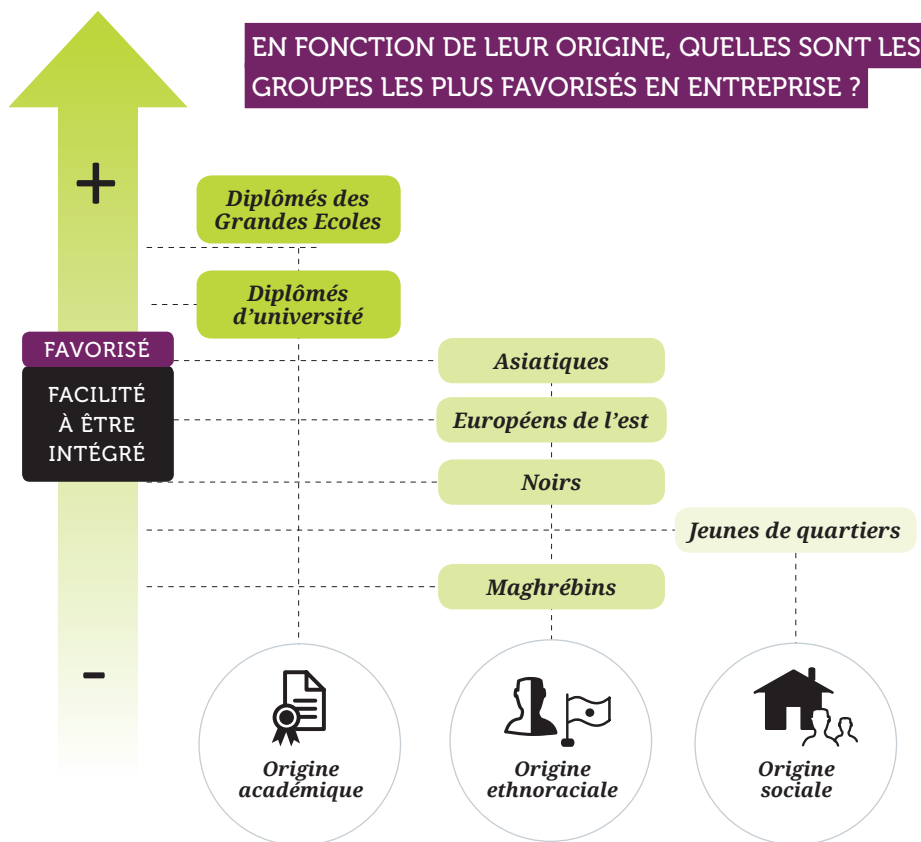 EN FONCTION DE LEUR ORIGINE, QUELLES SONT LES
GROUPES LES PLUS FAVORISÉS EN ENTREPRISE ?
+
Diplômés des
Grandes Ecoles
Diplômés
d'université
FAVORISÉ
FACILITÉ
À ÊTRE
INTÉGRÉ
Asiatiques
Européens de l'est
Noirs
Jeunes de quartiers
Maghrébins
-
Origine
académique
Origine
ethnoraciale
Origine
sociale